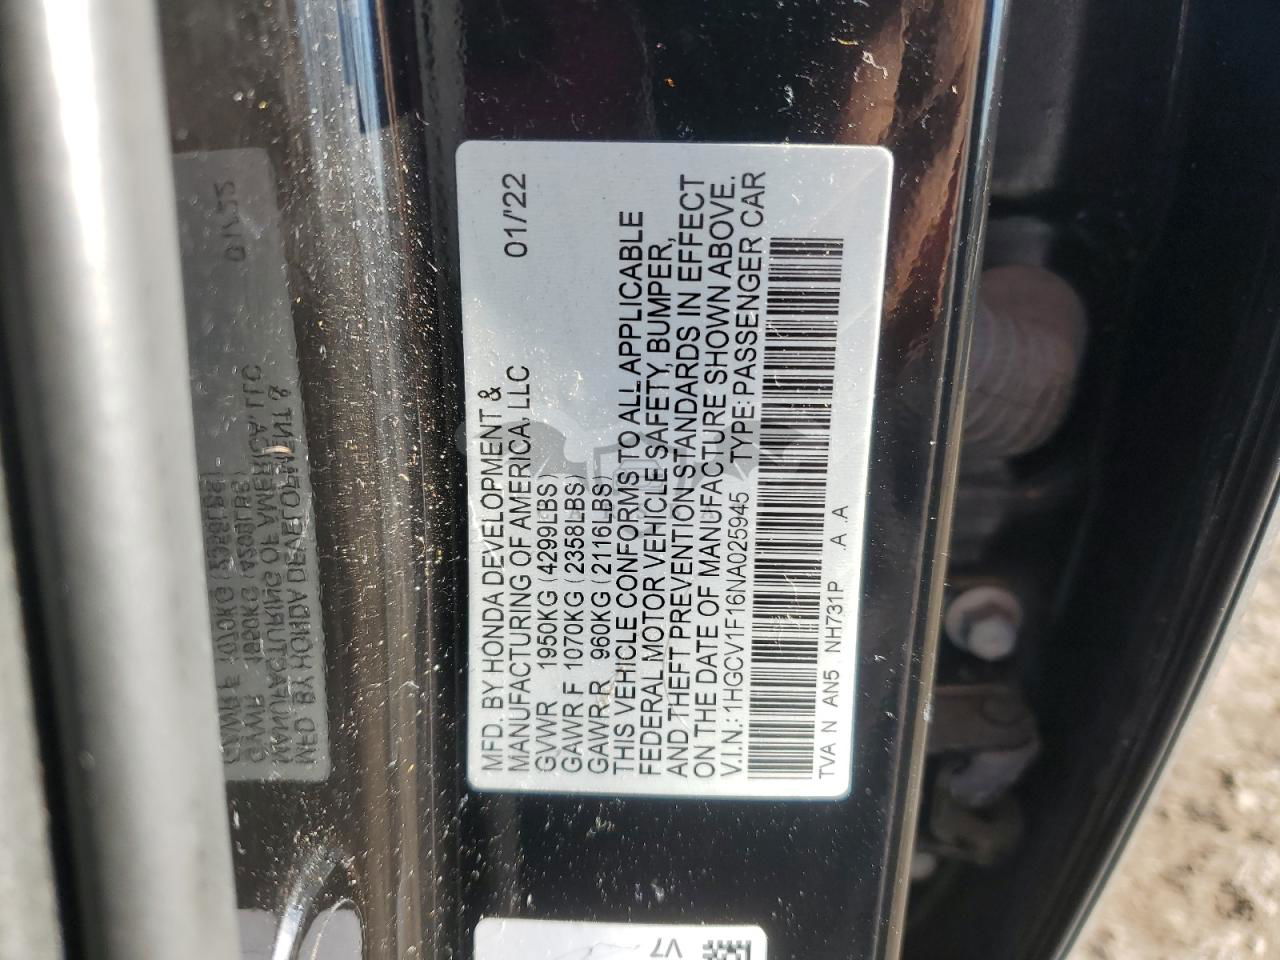 MFD. BY HONDA DEVELOPMENT &
MANUFACTURING OF AMERICA, LLC 01/'22
GVWR 1950KG ( 4299LBS)
GAWR F 1070KG ( 2358LBS)
GAWR R 960KG ( 2116LBS)
THIS VEHICLE CONFORMS TO ALL APPLICABLE
FEDERAL MOTOR VEHICLE SAFETY, BUMPER,
AND THEFT PREVENTION STANDARDS IN EFFECT
ON THE DATE OF MANUFACTURE SHOWN ABOVE.
V.I.N.: 1HGCV1F16NA025945 TYPE: PASSENGER CAR
TVA N AN5 NH731P .A .A
V7